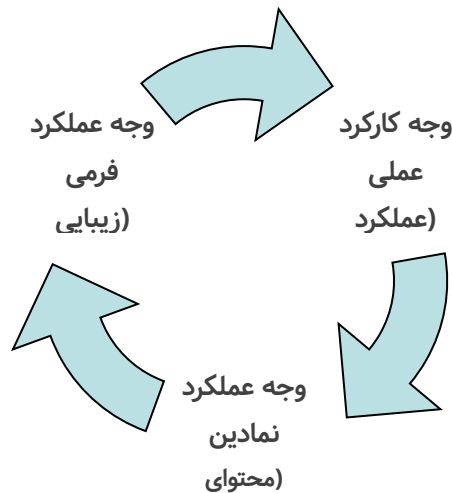 وجه کارکرد
عملی
(عملکرد
وجه عملکرد
نمادین
(محتوای
وجه عملکرد
فرمی
(زیبایی